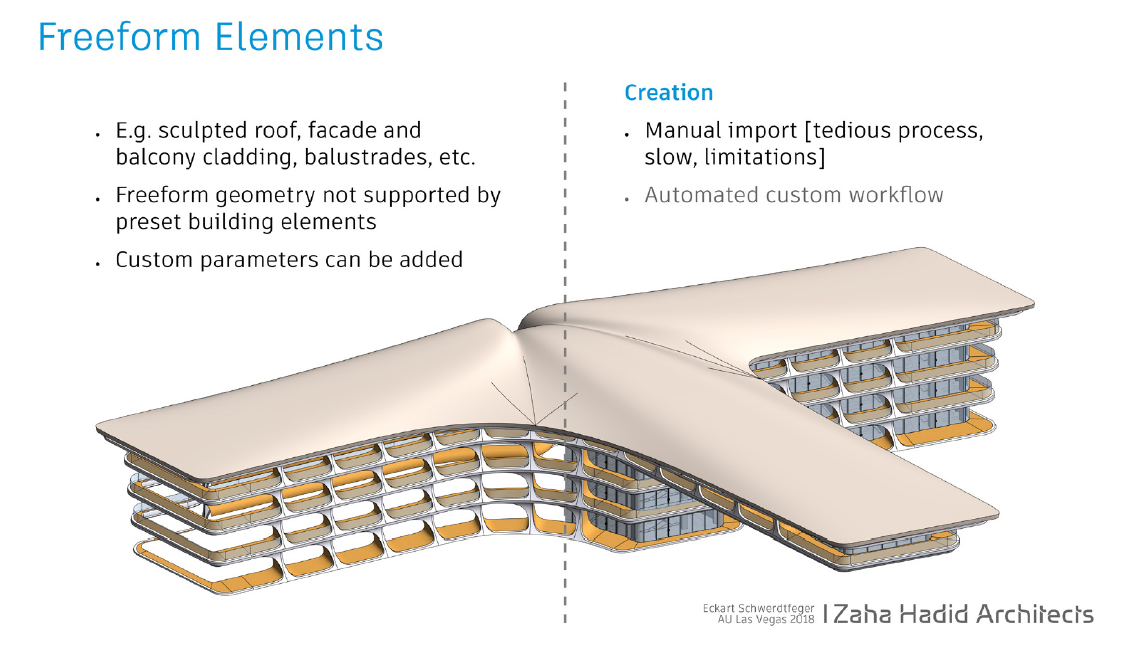 Freeform Elements
• E.g. sculpted roof, facade and
balcony cladding, balustrades, etc.
• Freeform geometry not supported by
preset building elements
• Custom parameters can be added
Creation
• Manual import [tedious process,
slow, limitations]
• Automated custom workflow
Eckart Schwerdtfeger
AU Las Vegas 2018
| Zaha Hadid Architects